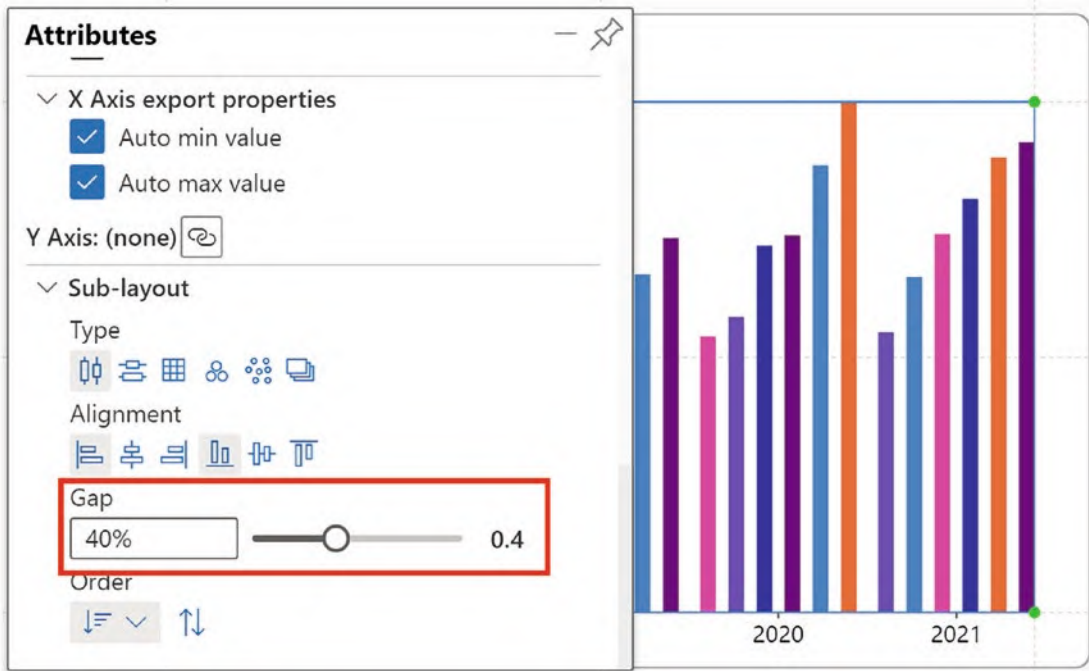 Attributes
X Axis export properties
Auto min value
Auto max value
Y Axis: (none)
Sub-layout
Type
Alignment
Gap
40% 0.4
Order
2020 2021